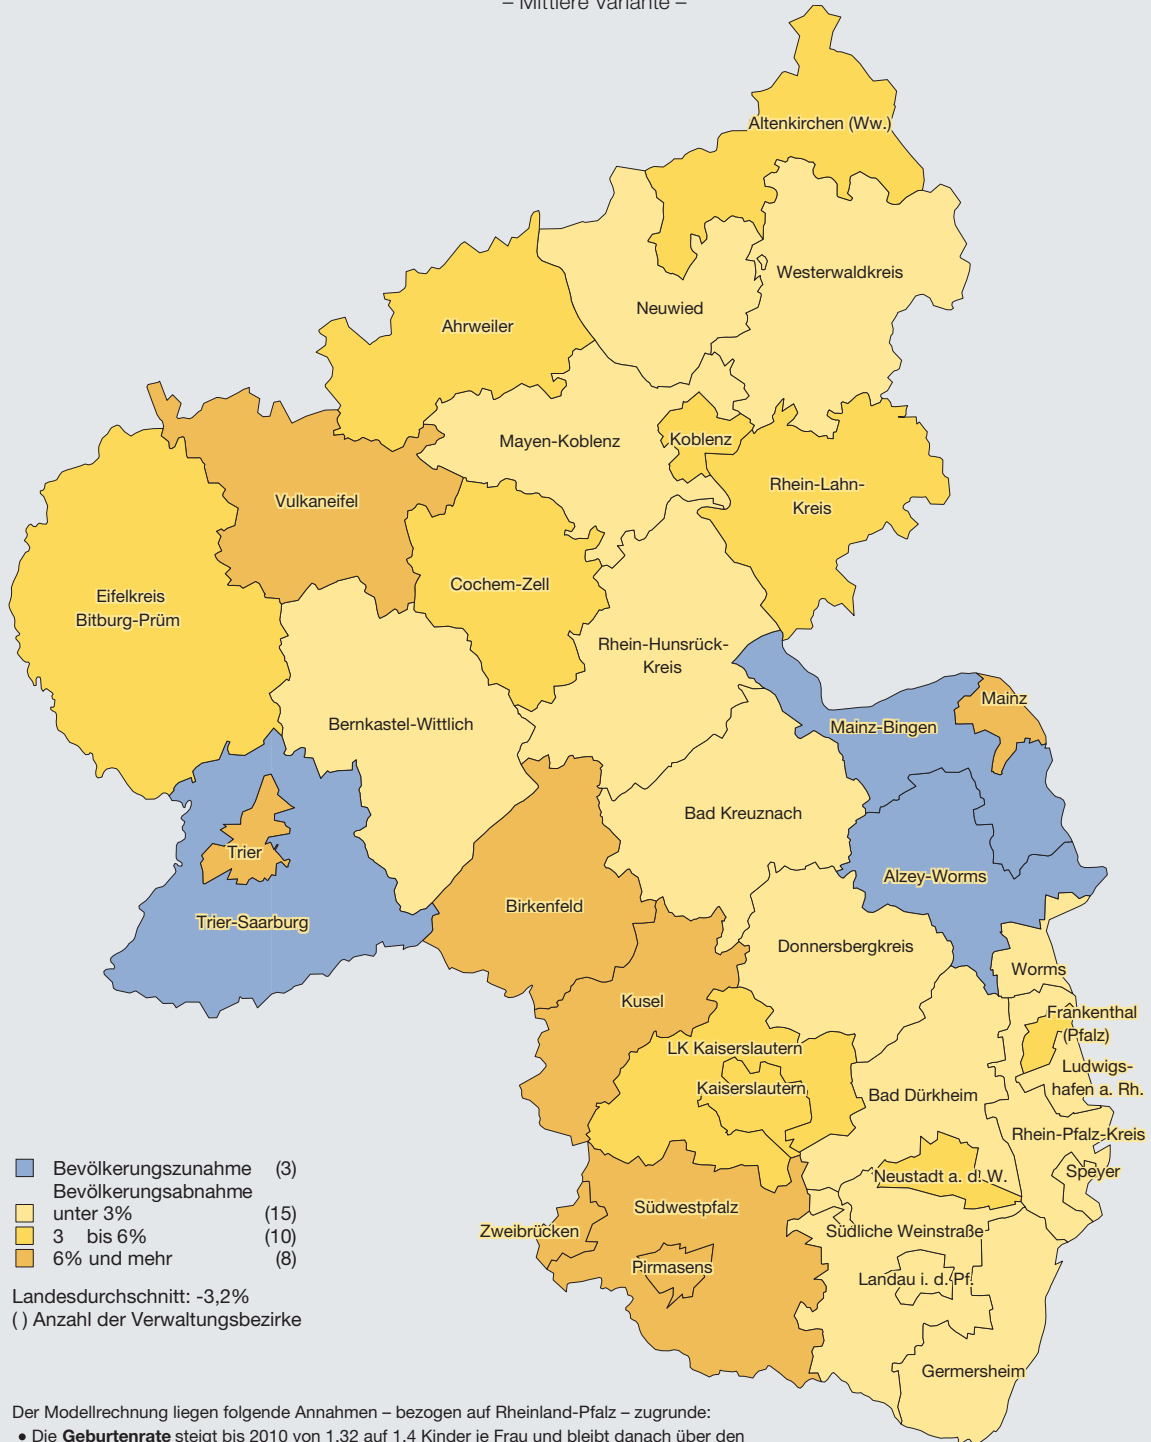 – Mittlere Variante –
Altenkirchen (Ww.)
Westerwaldkreis
Neuwied
Ahrweiler
Mayen-Koblenz
Koblenz
Rhein-Lahn-
Kreis
Vulkaneifel
Cochem-Zell
Eifelkreis
Bitburg-Prüm
Rhein-Hunsrück-
Kreis
Mainz
Bernkastel-Wittlich
Mainz-Bingen
Bad Kreuznach
Trier
Alzey-Worms
Birkenfeld
Trier-Saarburg
Donnersbergkreis
Worms
Kusel
Frankenthal
(Pfalz)
LK Kaiserslautern
Ludwigs-
hafen a. Rh.
Kaiserslautern
Bad Dürkheim
Rhein-Pfalz-Kreis
Speyer
Neustadt a. d. W.
Südwestpfalz
Zweibrücken
Südliche Weinstraße
Pirmasens
Landau i. d. Pf.
Germersheim
Bevölkerungszunahme (3)
Bevölkerungsabnahme
unter 3% (15)
3 bis 6% (10)
6% und mehr (8)
Landesdurchschnitt: -3,2%
( ) Anzahl der Verwaltungsbezirke
Der Modellrechnung liegen folgende Annahmen – bezogen auf Rheinland-Pfalz – zugrunde:
• Die Geburtenrate steigt bis 2010 von 1,32 auf 1,4 Kinder je Frau und bleibt danach über den